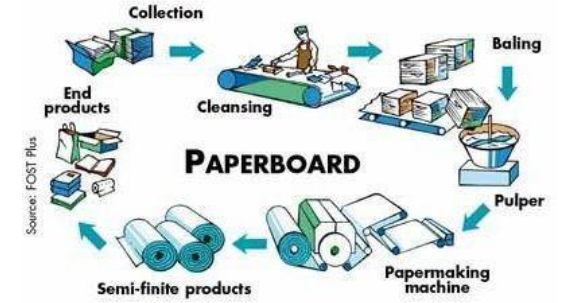 Collection
Baling
End
products
Cleansing
PAPERBOARD
Source: FOST Plus
Pulper
Papermaking
machine
Semi-finite products